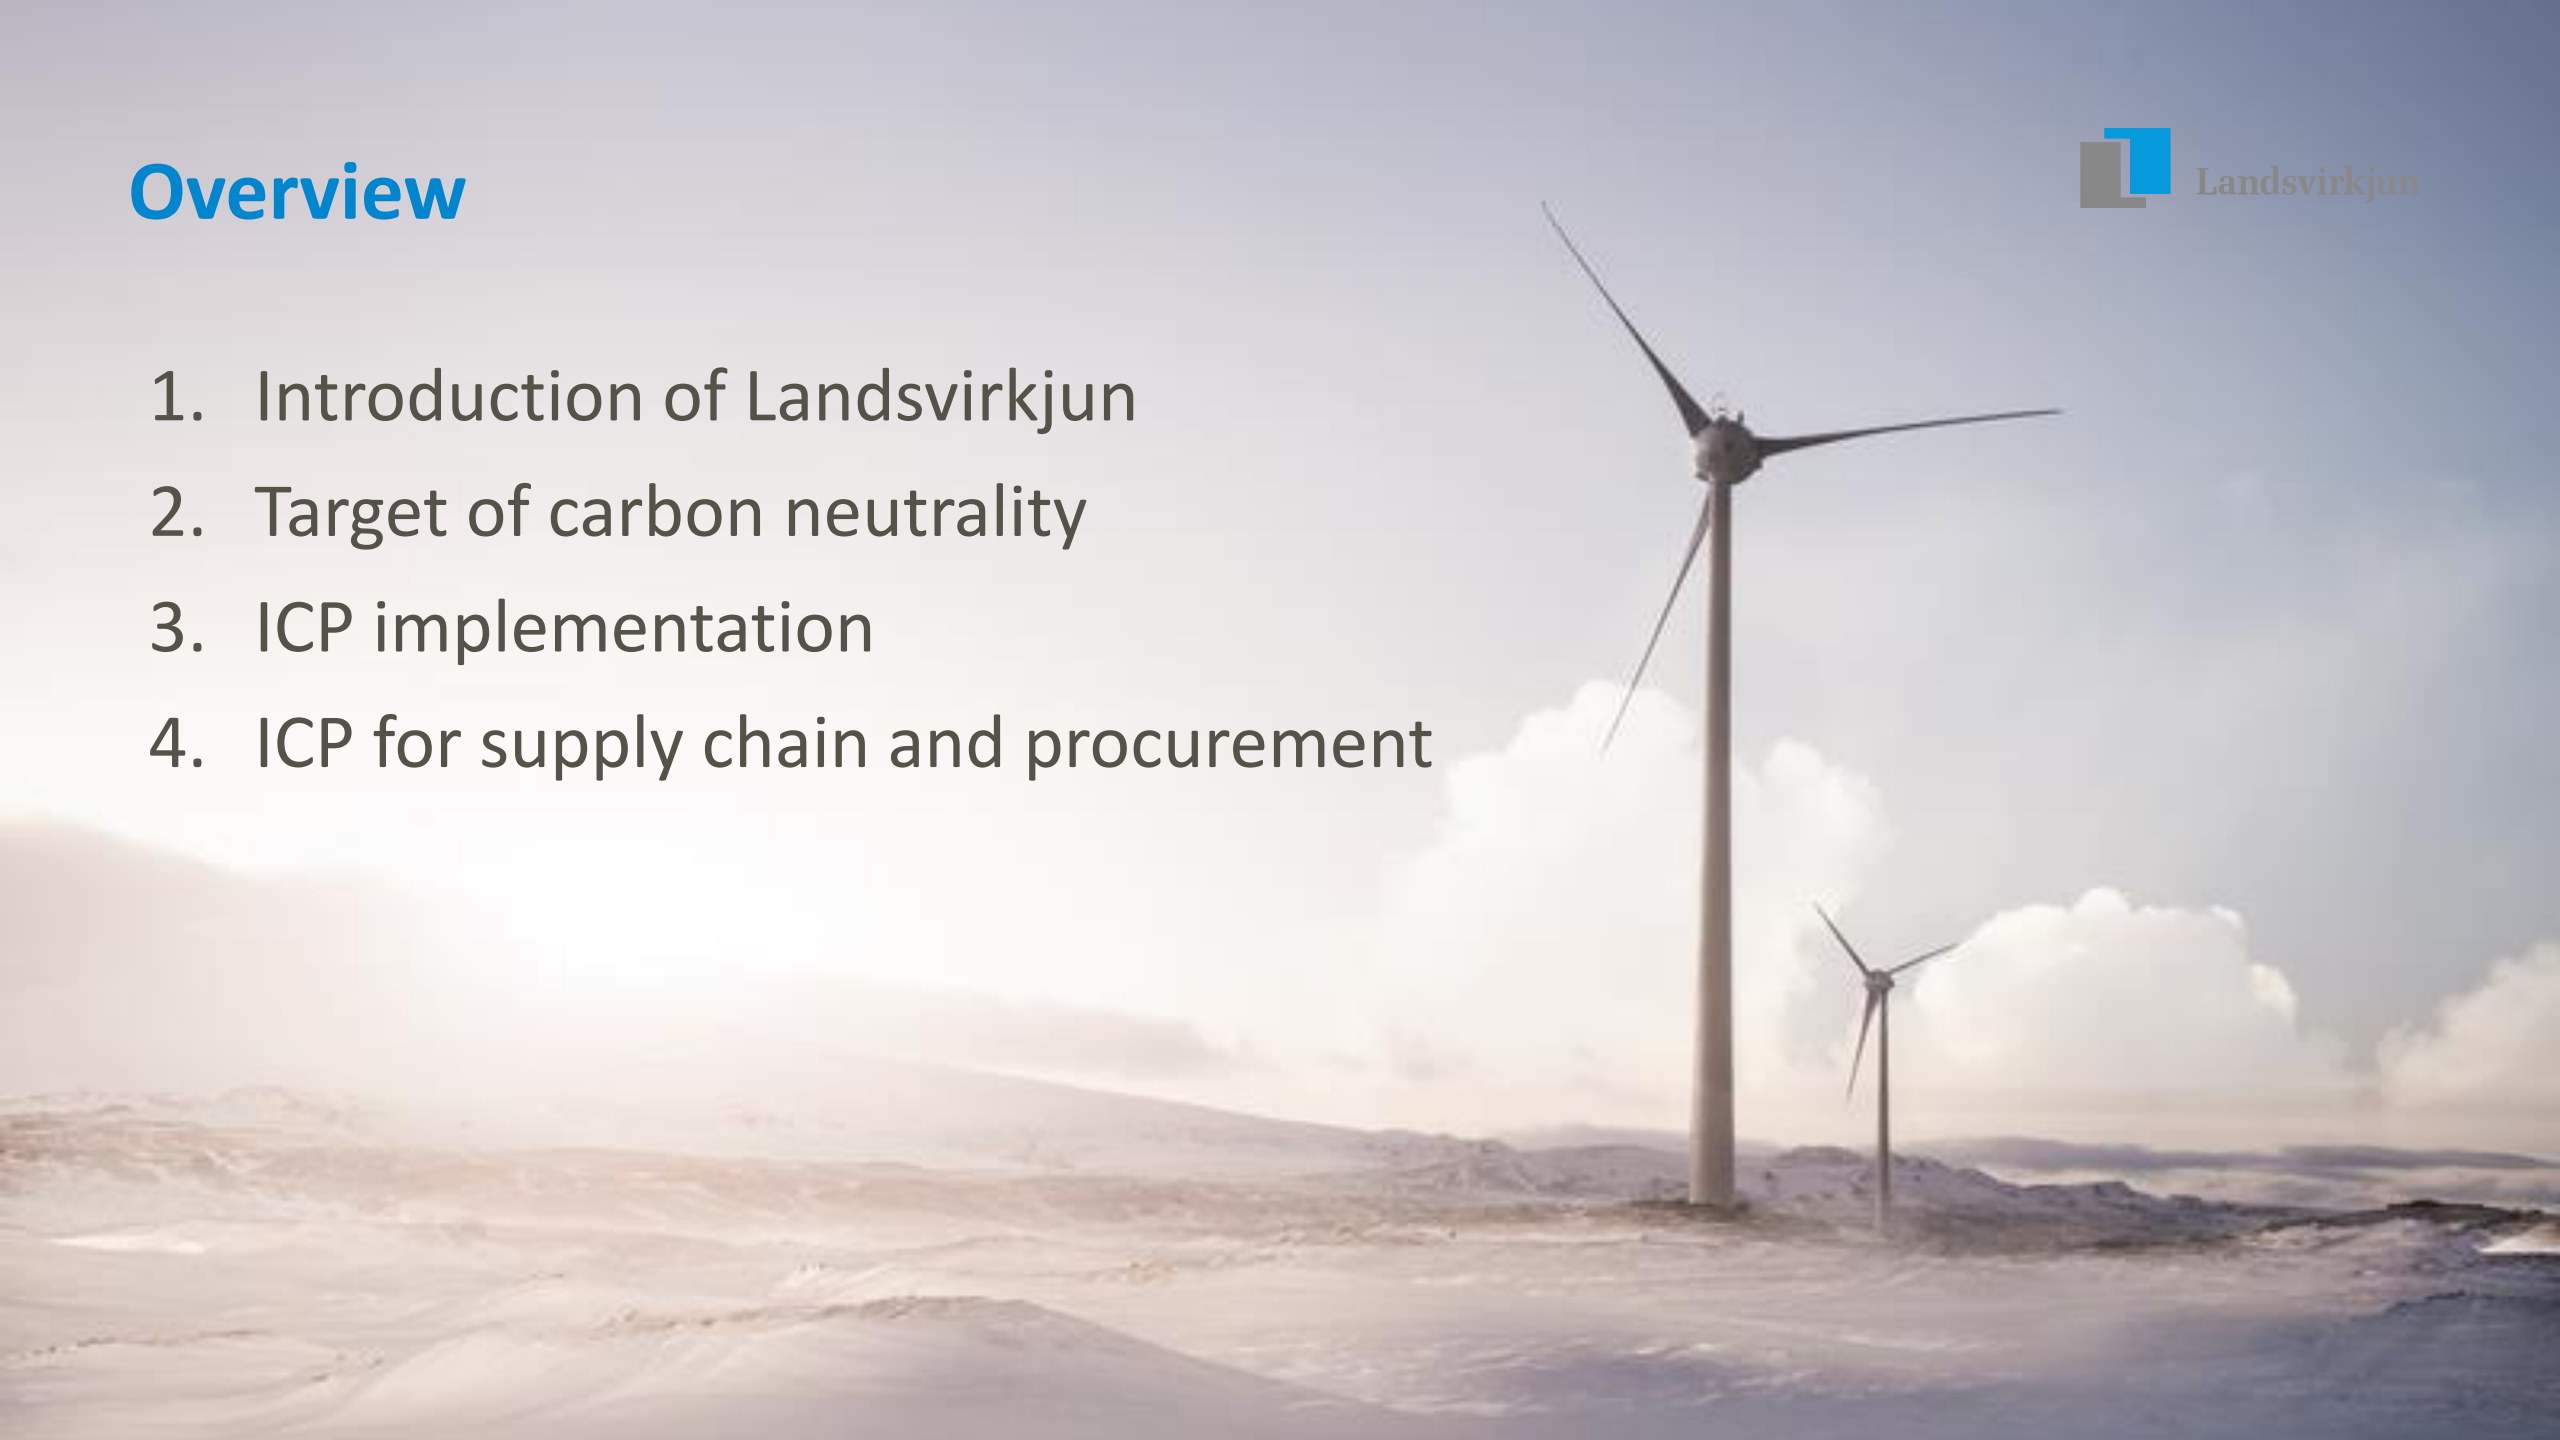 Overview
Landsvirkjun
1. Introduction of Landsvirkjun
2. Target of carbon neutrality
3. ICP implementation
4. ICP for supply chain and procurement